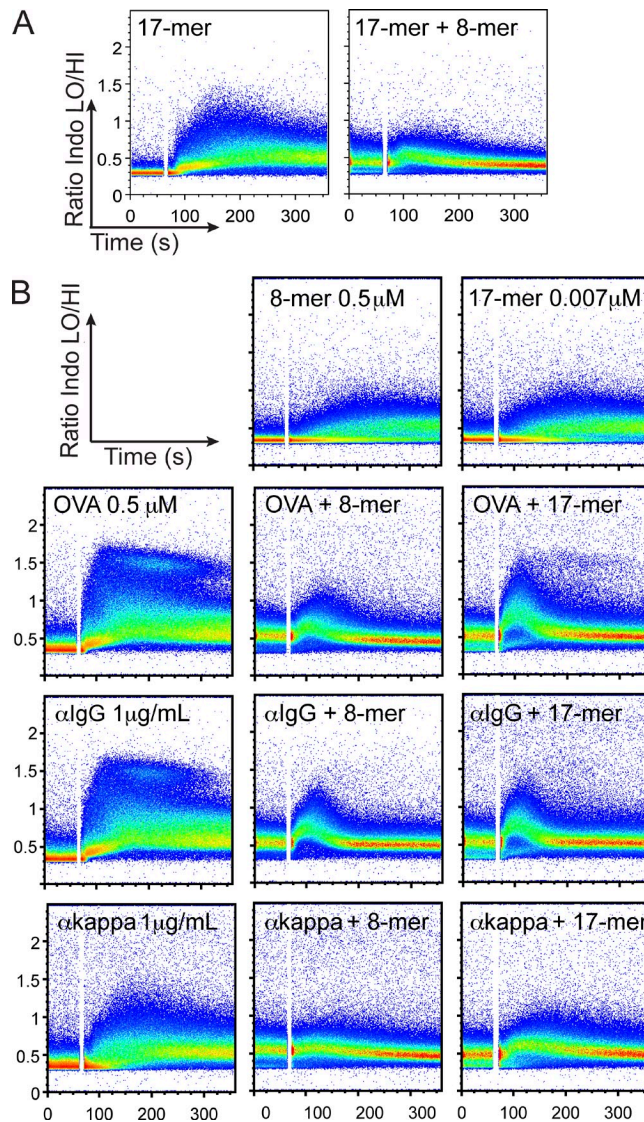 A
17-mer
17-mer + 8-mer
Ratio Indo LO/HI
2
1.5
1
0.5
0
0 100 200 300
0 100 200 300
Time (s)
B
Ratio Indo LO/HI
Time (s)
8-mer 0.5µM
17-mer 0.007µM
OVA 0.5 µM
OVA + 8-mer
OVA + 17-mer
2
1.5
1
0.5
αIgG 1µg/mL
αIgG + 8-mer
αIgG + 17-mer
2
1.5
1
0.5
αkappa 1µg/mL
αkappa + 8-mer
αkappa + 17-mer
2
1.5
1
0.5
0
0 100 200 300
0 100 200 300
0 100 200 300